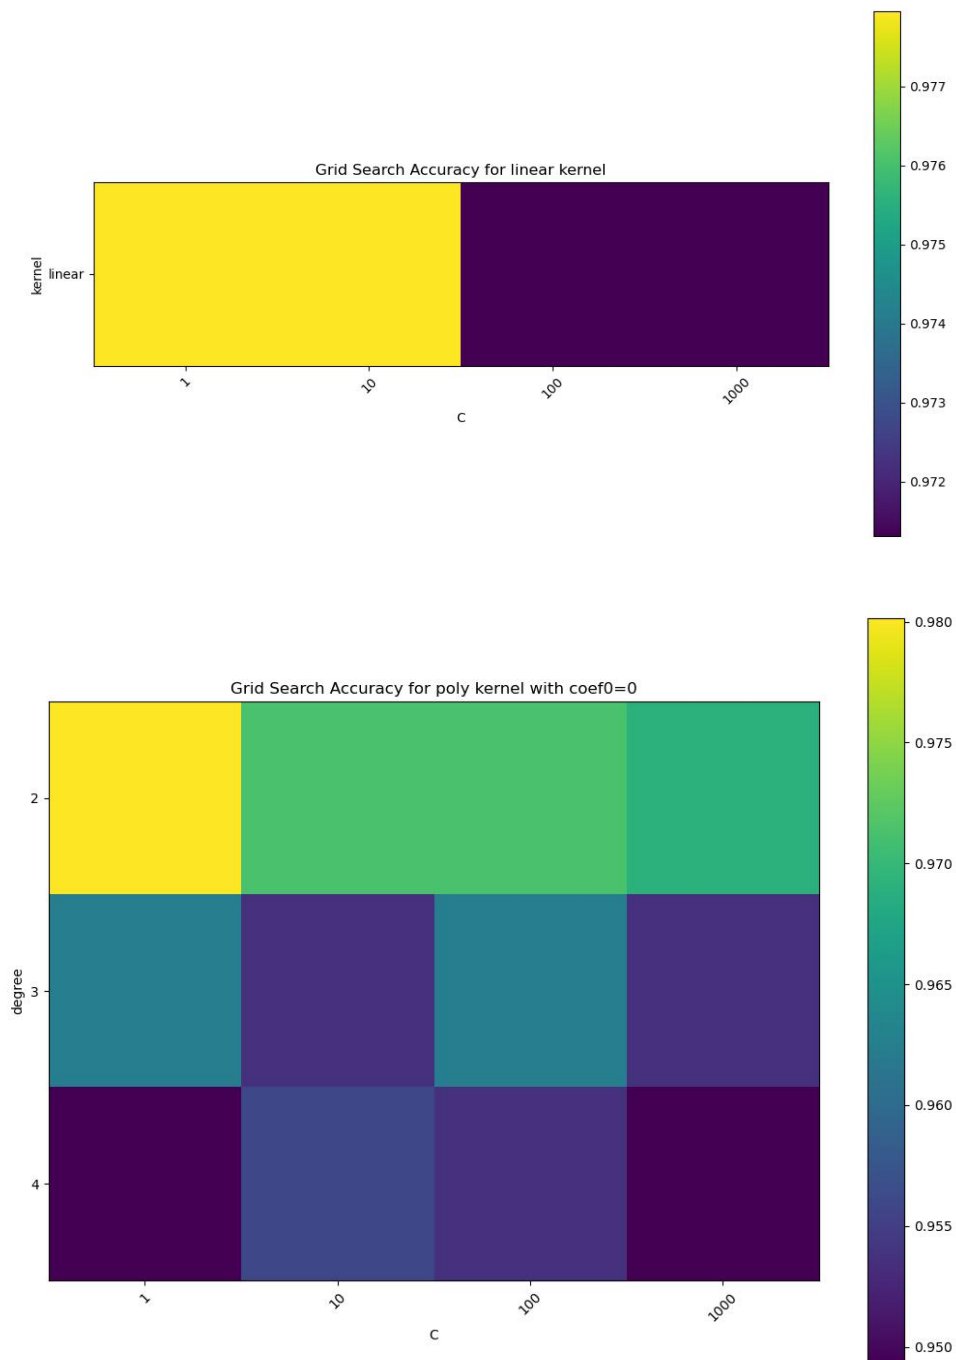 Grid Search Accuracy for linear kernel
kernel
linear
1 10 100 1000
C
0.977
0.976
0.975
0.974
0.973
0.972
Grid Search Accuracy for poly kernel with coef0=0
degree
2
3
4
1 10 100 1000
C
0.980
0.975
0.970
0.965
0.960
0.955
0.950